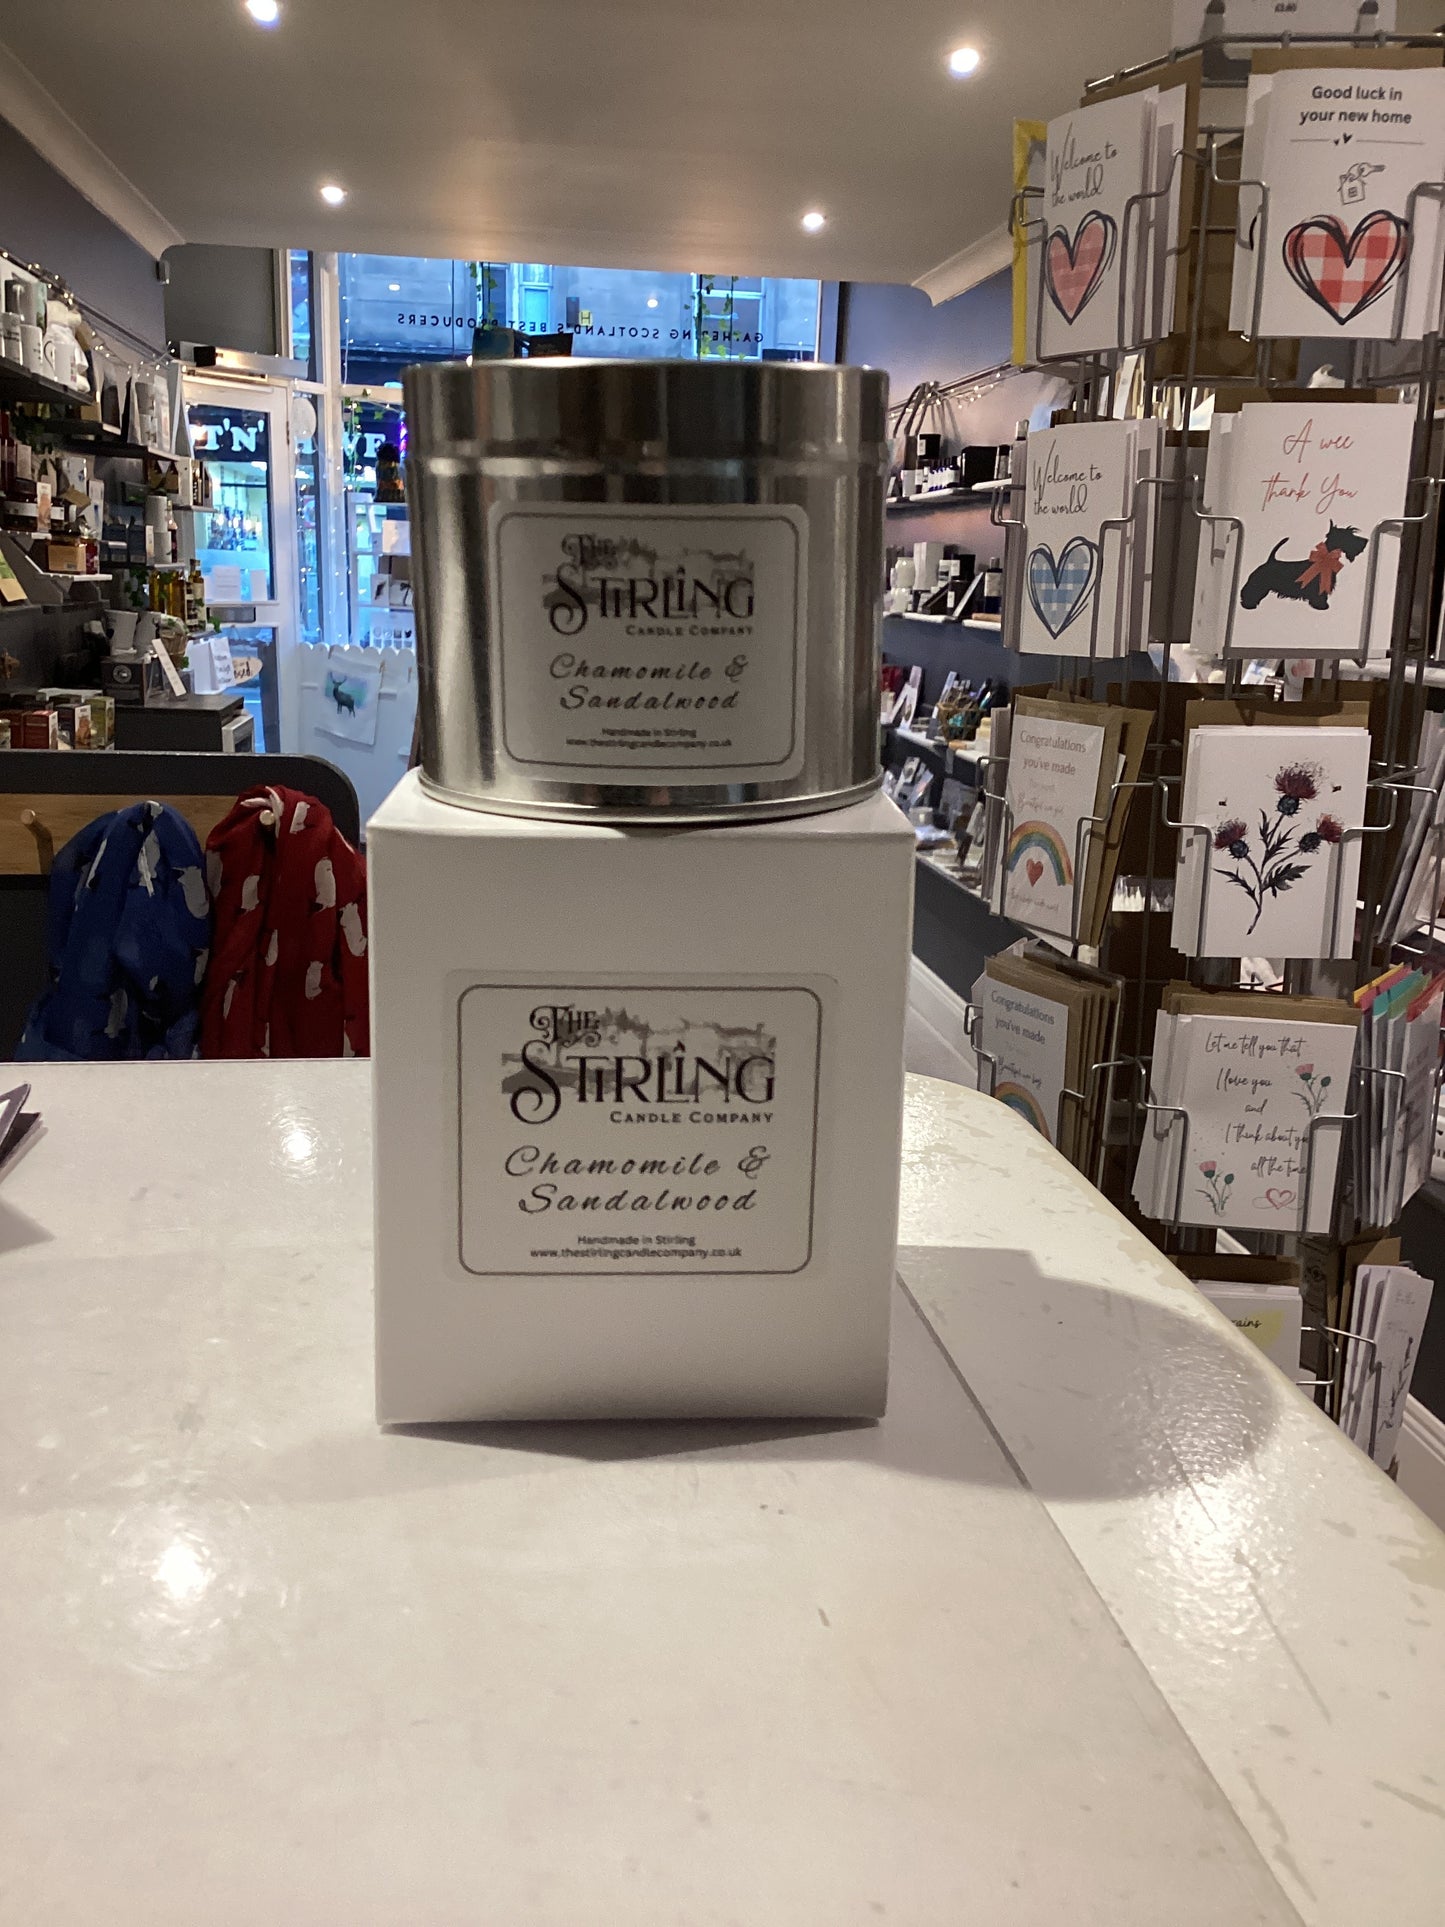 £3.60
Good luck in
your new home
Welcome to
the world
A wee
thank You
Welcome to
the world
Congratulations
you've made
Congratulations
you've made
Let me tell you that
I love you
and
I think about you
all the time
GATHERING SCOTLAND'S BEST PRODUCERS
T'N'
THE
STIRLING
CANDLE COMPANY
Chamomile &
Sandalwood
Handmade in Stirling
www.thestirlingcandlecompany.co.uk
THE
STIRLING
CANDLE COMPANY
Chamomile &
Sandalwood
Handmade in Stirling
www.thestirlingcandlecompany.co.uk